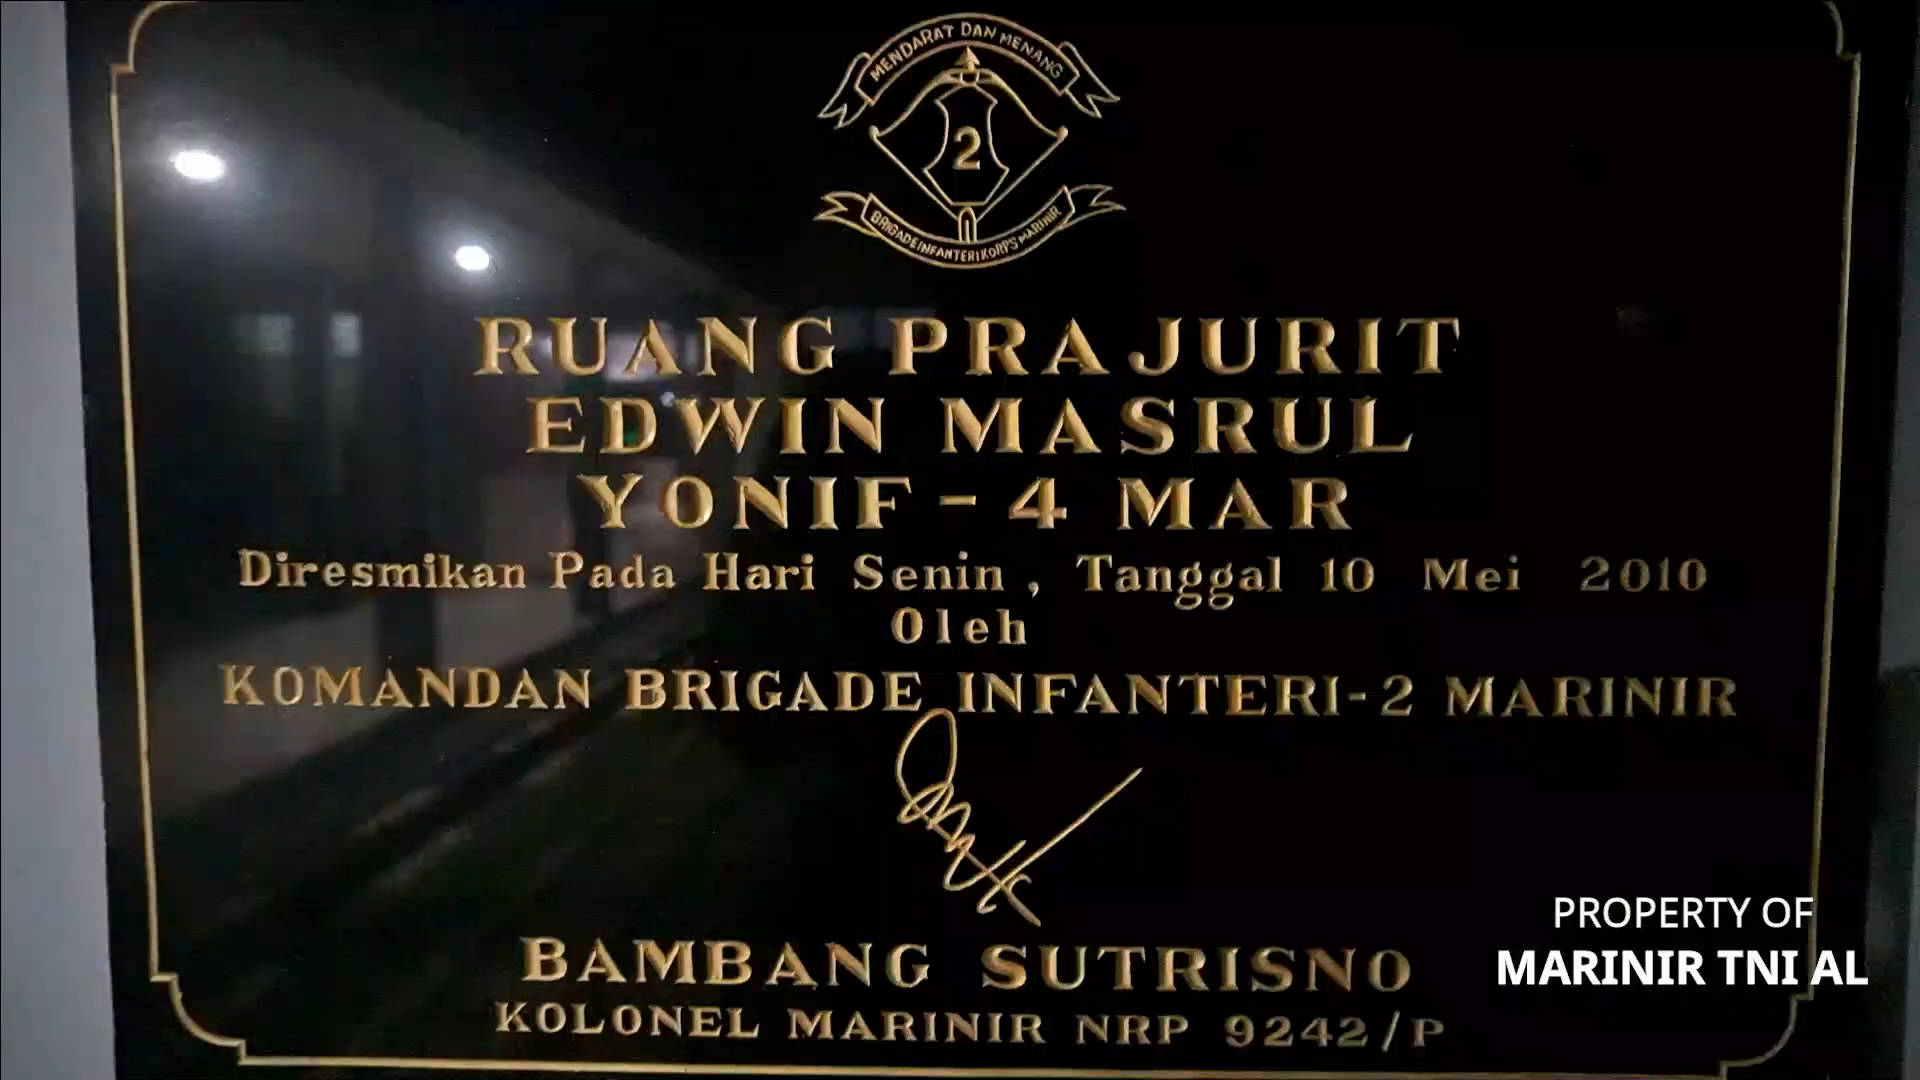 MENDARAT DAN MENANG
2
BRIGADE INFANTERI KORPS MARINIR
RUANG PRAJURIT
EDWIN MASRUL
YONIF - 4 MAR
Diresmikan Pada Hari Senin, Tanggal 10 Mei 2010
Oleh
KOMANDAN BRIGADE INFANTERI-2 MARINIR
BAMBANG SUTRISNO
KOLONEL MARINIR NRP 9242/P
PROPERTY OF
MARINIR TNI AL